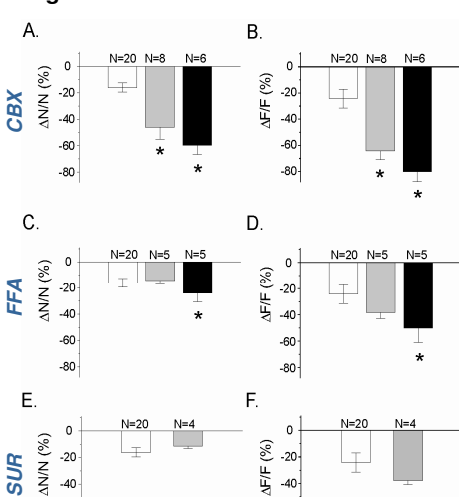 A.
B.
CBX
ΔN/N (%)
N=20 N=8 N=6
0
-20
-40
-60
-80
*
*
ΔF/F (%)
N=20 N=8 N=6
0
-20
-40
-60
-80
*
*
C.
D.
FFA
ΔN/N (%)
N=20 N=5 N=5
0
-20
-40
-60
-80
*
ΔF/F (%)
N=20 N=5 N=5
0
-20
-40
-60
-80
*
E.
F.
SUR
ΔN/N (%)
N=20 N=4
0
-20
-40
ΔF/F (%)
N=20 N=4
0
-20
-40